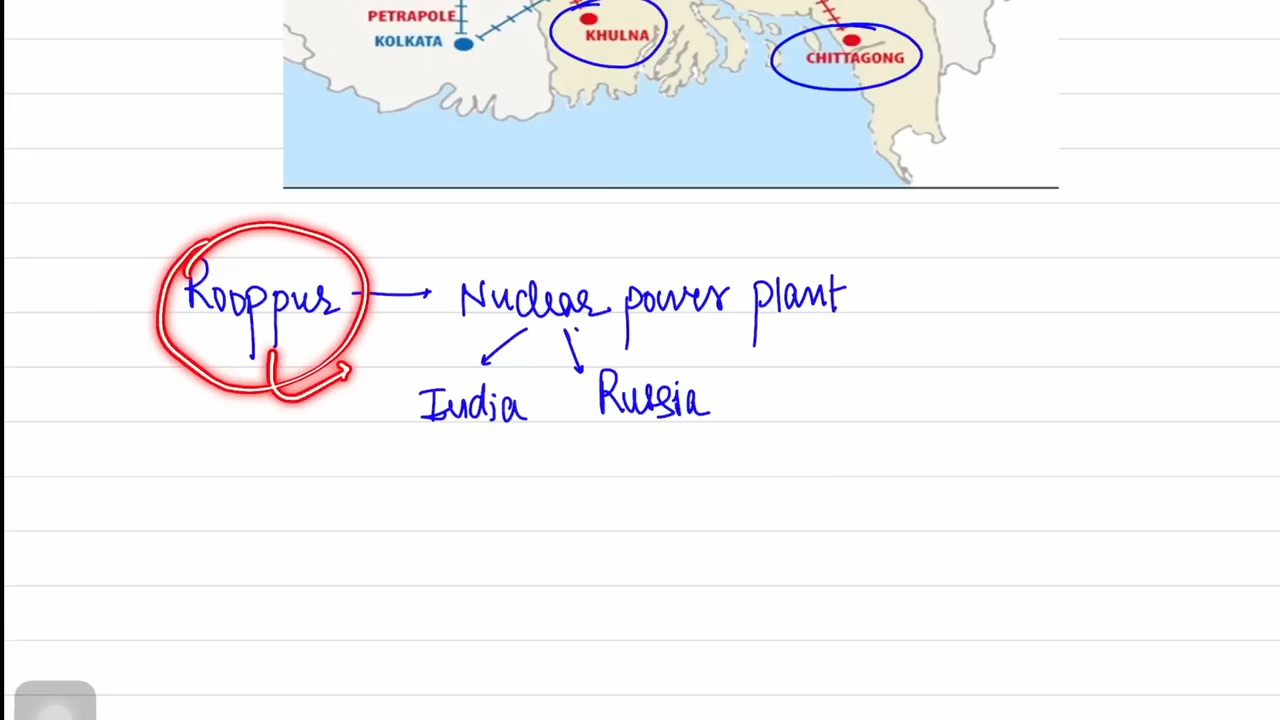 PETRAPOLE
KHULNA
KOLKATA
CHITTAGONG
Rooppur → Nuclear power plant
India Russia